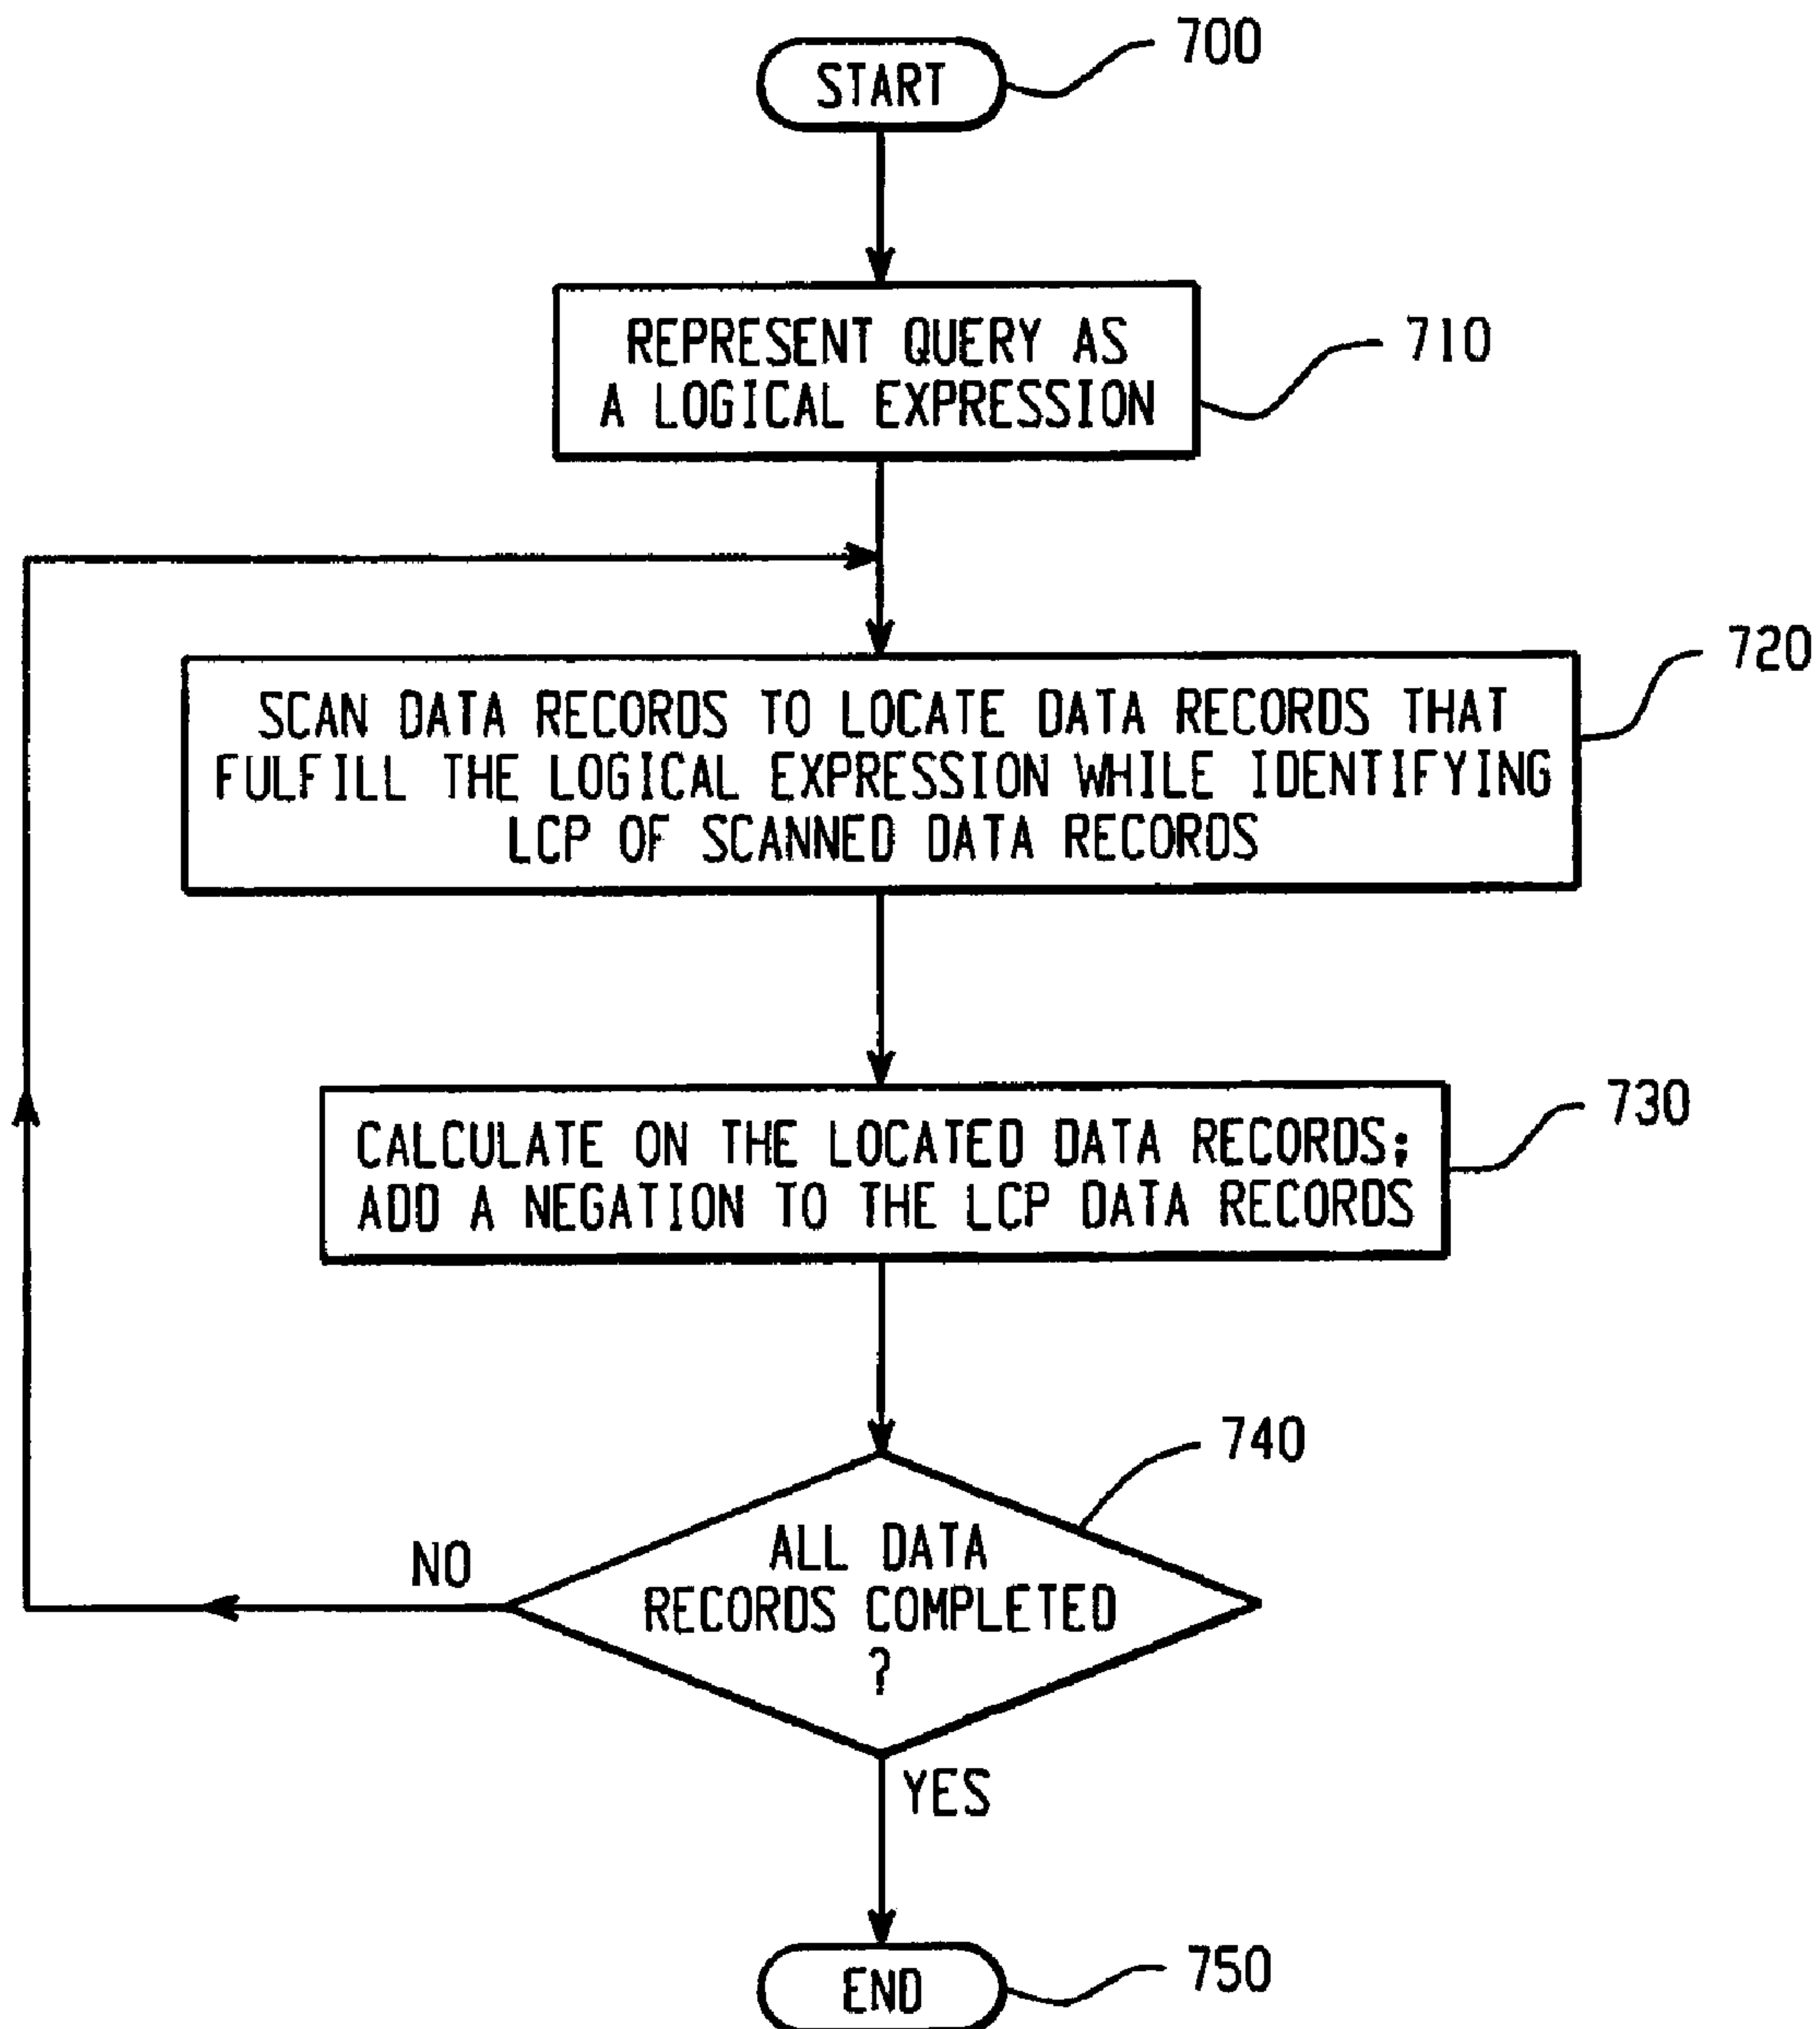 START
700
REPRESENT QUERY AS
A LOGICAL EXPRESSION
710
SCAN DATA RECORDS TO LOCATE DATA RECORDS THAT
FULFILL THE LOGICAL EXPRESSION WHILE IDENTIFYING
LCP OF SCANNED DATA RECORDS
720
CALCULATE ON THE LOCATED DATA RECORDS;
ADD A NEGATION TO THE LCP DATA RECORDS
730
ALL DATA
RECORDS COMPLETED
?
740
NO
YES
END
750